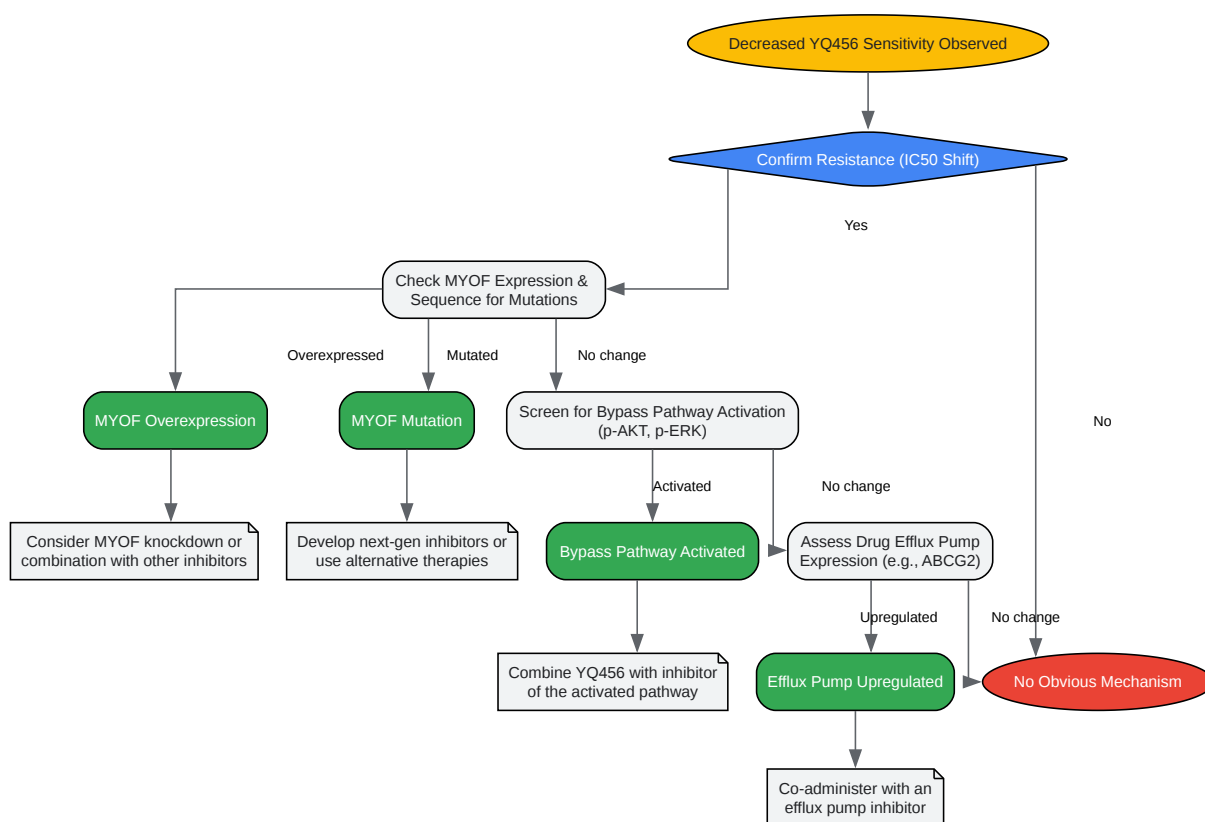 Decreased YQ456 Sensitivity Observed
Confirm Resistance (IC50 Shift)
Yes
Check MYOF Expression &
Sequence for Mutations
Overexpressed
Mutated
No change
MYOF Overexpression
MYOF Mutation
Screen for Bypass Pathway Activation
(p-AKT, p-ERK)
No
Activated
No change
Consider MYOF knockdown or
combination with other inhibitors
Develop next-gen inhibitors or
use alternative therapies
Bypass Pathway Activated
Assess Drug Efflux Pump
Expression (e.g., ABCG2)
Upregulated
No change
Combine YQ456 with inhibitor
of the activated pathway
Efflux Pump Upregulated
No Obvious Mechanism
Co-administer with an
efflux pump inhibitor